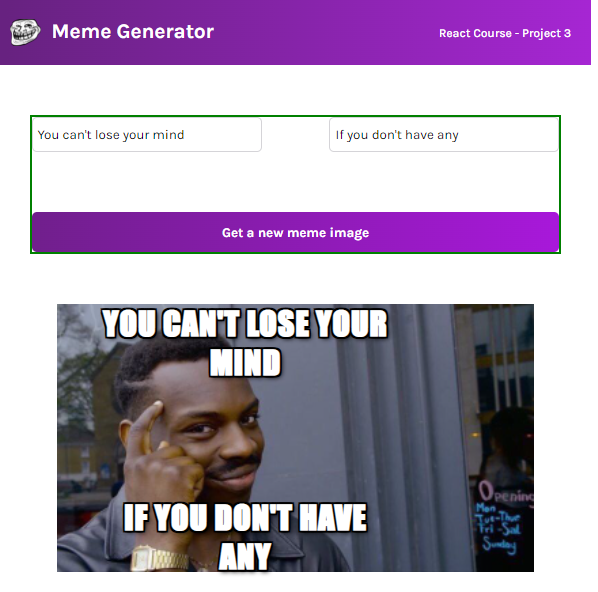 Meme Generator
React Course - Project 3
You can't lose your mind
If you don't have any
Get a new meme image
YOU CAN'T LOSE YOUR
MIND
IF YOU DON'T HAVE
ANY
Opening
Mon
Tue-Thur
Fri-Sat
Sunday